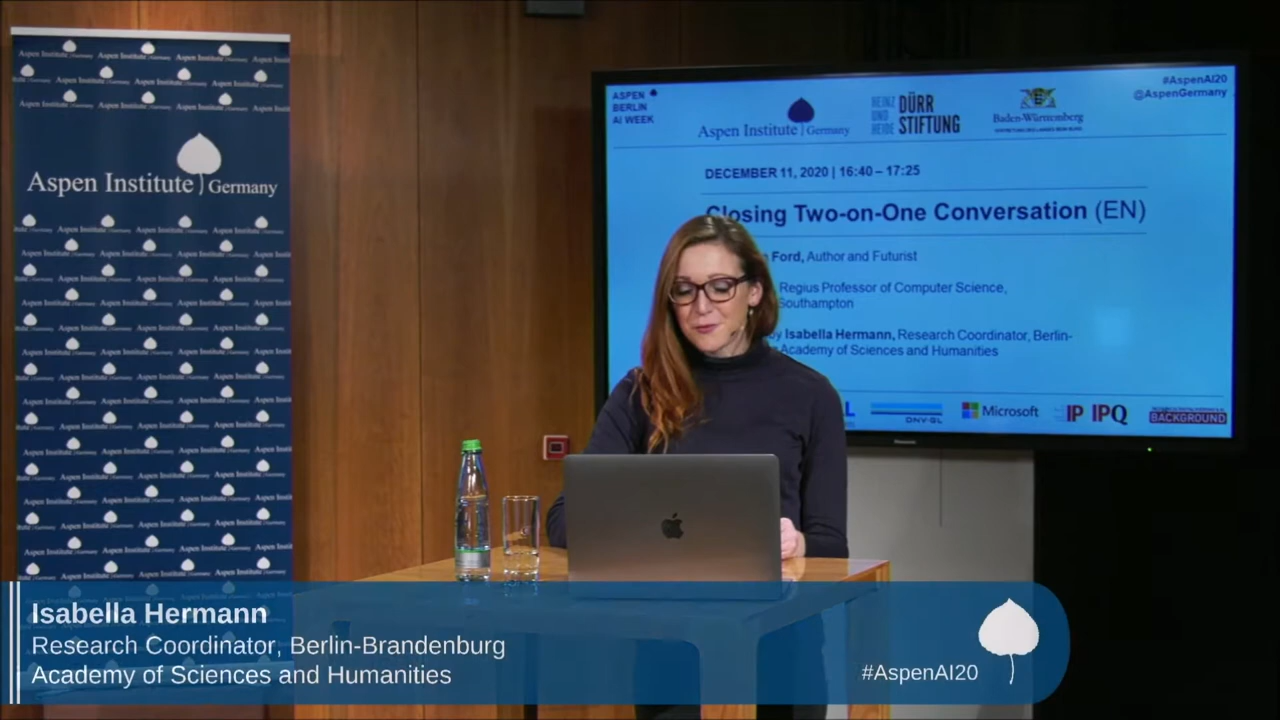 Aspen Institute Germany
ASPEN
BERLIN
AI WEEK
Aspen Institute Germany
HEINZ
UND
HEIDE
DÜRR
STIFTUNG
Baden-Württemberg
#AspenAI20
@AspenGermany
DECEMBER 11, 2020 | 16:40 – 17:25
Closing Two-on-One Conversation (EN)
Ford, Author and Futurist
Regius Professor of Computer Science,
Southampton
by Isabella Hermann, Research Coordinator, Berlin-
Academy of Sciences and Humanities
DNV·GL
Microsoft
IP IPQ
BACKGROUND
Panasonic
Isabella Hermann
Research Coordinator, Berlin-Brandenburg
Academy of Sciences and Humanities
#AspenAI20